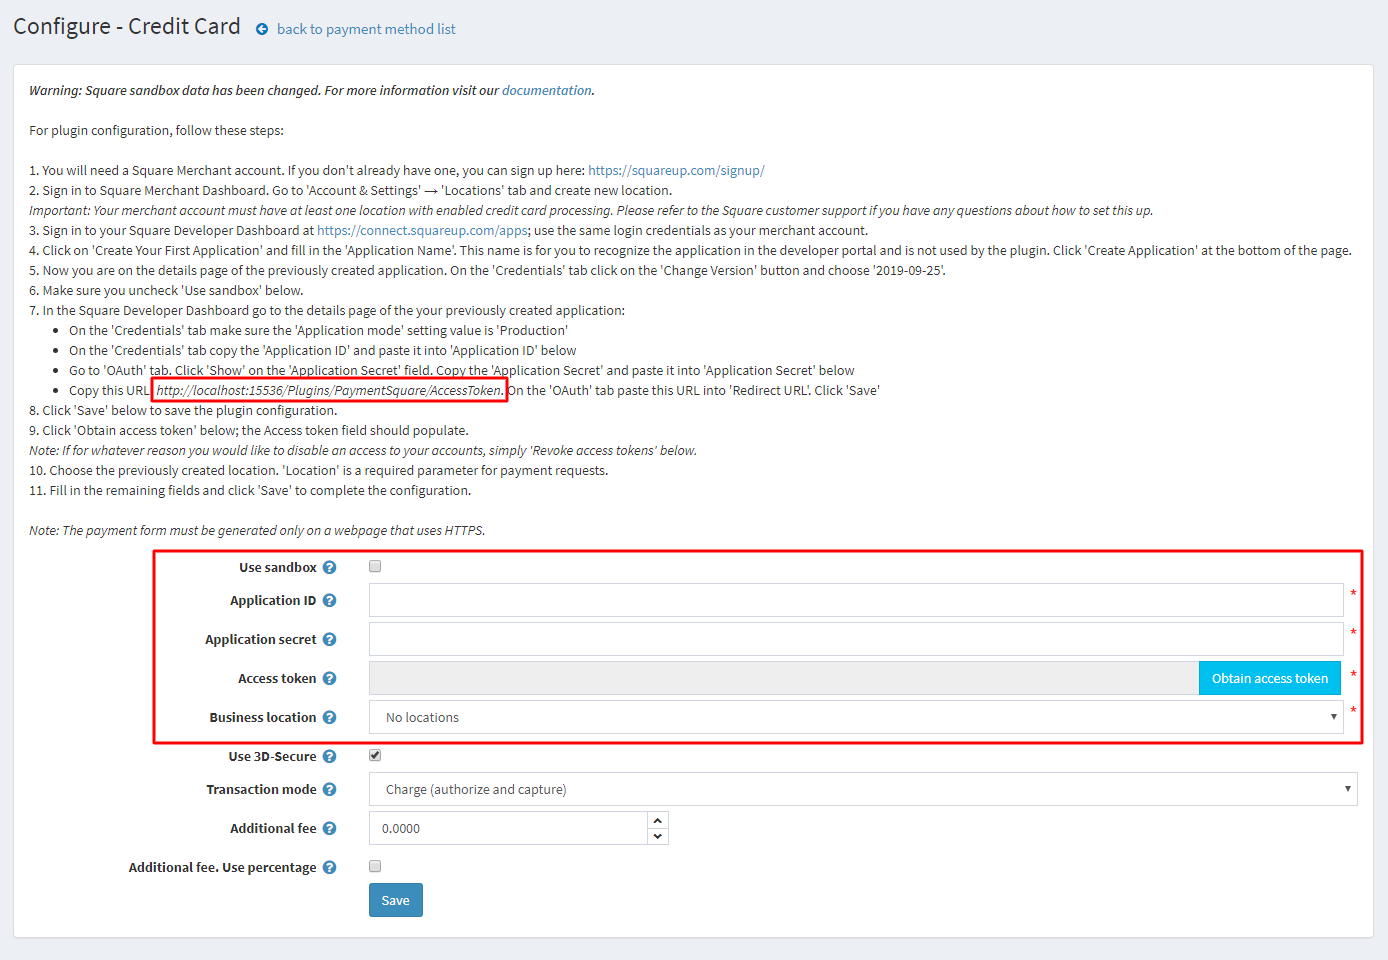 Configure - Credit Card back to payment method list
Warning: Square sandbox data has been changed. For more information visit our documentation.
For plugin configuration, follow these steps:
1. You will need a Square Merchant account. If you don't already have one, you can sign up here: https://squareup.com/signup/
2. Sign in to Square Merchant Dashboard. Go to 'Account & Settings' → 'Locations' tab and create new location.
Important: Your merchant account must have at least one location with enabled credit card processing. Please refer to the Square customer support if you have any questions about how to set this up.
3. Sign in to your Square Developer Dashboard at https://connect.squareup.com/apps; use the same login credentials as your merchant account.
4. Click on 'Create Your First Application' and fill in the 'Application Name'. This name is for you to recognize the application in the developer portal and is not used by the plugin. Click 'Create Application' at the bottom of the page.
5. Now you are on the details page of the previously created application. On the 'Credentials' tab click on the 'Change Version' button and choose '2019-09-25'.
6. Make sure you uncheck 'Use sandbox' below.
7. In the Square Developer Dashboard go to the details page of the your previously created application:
• On the 'Credentials' tab make sure the 'Application mode' setting value is 'Production'
• On the 'Credentials' tab copy the 'Application ID' and paste it into 'Application ID' below
• Go to 'OAuth' tab. Click 'Show' on the 'Application Secret' field. Copy the 'Application Secret' and paste it into 'Application Secret' below
• Copy this URL http://localhost:15536/Plugins/PaymentSquare/AccessToken. On the 'OAuth' tab paste this URL into 'Redirect URL'. Click 'Save'
8. Click 'Save' below to save the plugin configuration.
9. Click 'Obtain access token' below; the Access token field should populate.
Note: If for whatever reason you would like to disable an access to your accounts, simply 'Revoke access tokens' below.
10. Choose the previously created location. 'Location' is a required parameter for payment requests.
11. Fill in the remaining fields and click 'Save' to complete the configuration.
Note: The payment form must be generated only on a webpage that uses HTTPS.
Use sandbox ?
Application ID ? *
Application secret ? *
Access token ? Obtain access token *
Business location ? No locations *
Use 3D-Secure ?
Transaction mode ? Charge (authorize and capture)
Additional fee ? 0.0000
Additional fee. Use percentage ?
Save